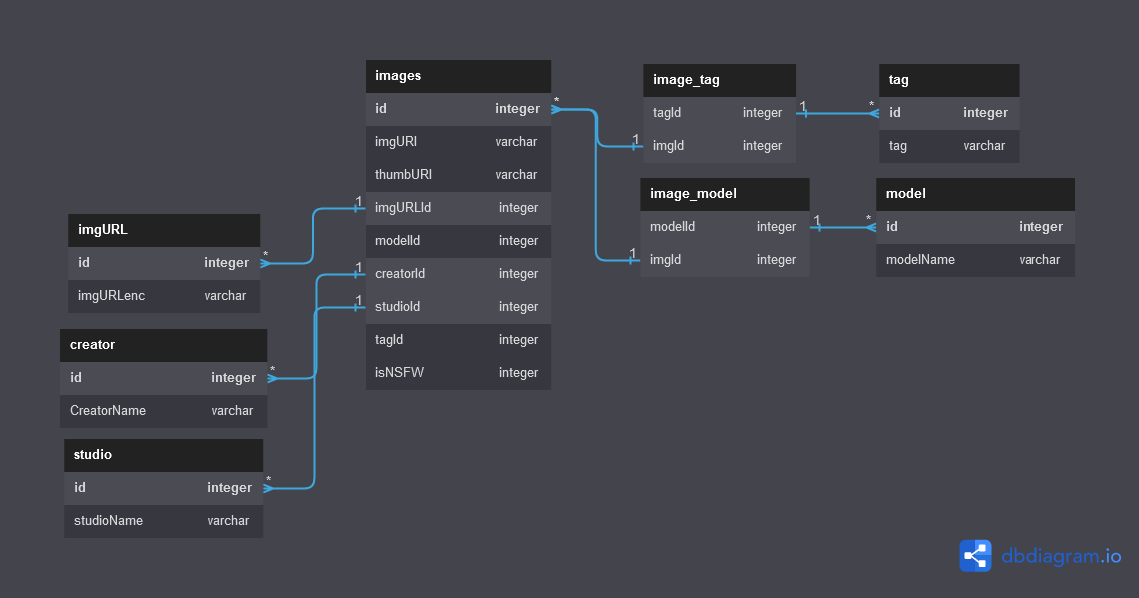 images
id integer
imgURI varchar
thumbURI varchar
imgURLId integer
modelId integer
creatorId integer
studioId integer
tagId integer
isNSFW integer
image_tag
tagId integer
imgId integer
tag
id integer
tag varchar
image_model
modelId integer
imgId integer
model
id integer
modelName varchar
imgURL
id integer
imgURLenc varchar
creator
id integer
CreatorName varchar
studio
id integer
studioName varchar
* 1
1 *
1 *
1
* 1
* 1
* 1
dbdiagram.io